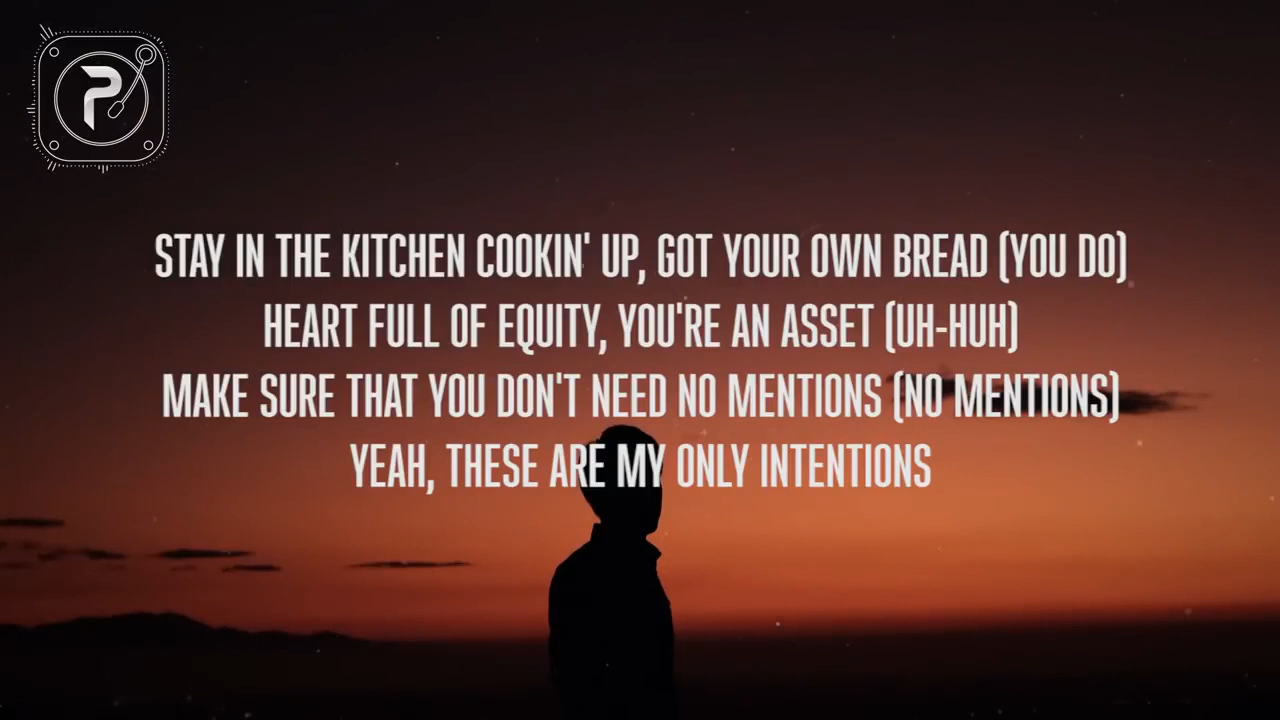 STAY IN THE KITCHEN COOKIN' UP, GOT YOUR OWN BREAD (YOU DO)
HEART FULL OF EQUITY, YOU'RE AN ASSET (UH-HUH)
MAKE SURE THAT YOU DON'T NEED NO MENTIONS (NO MENTIONS)
YEAH, THESE ARE MY ONLY INTENTIONS